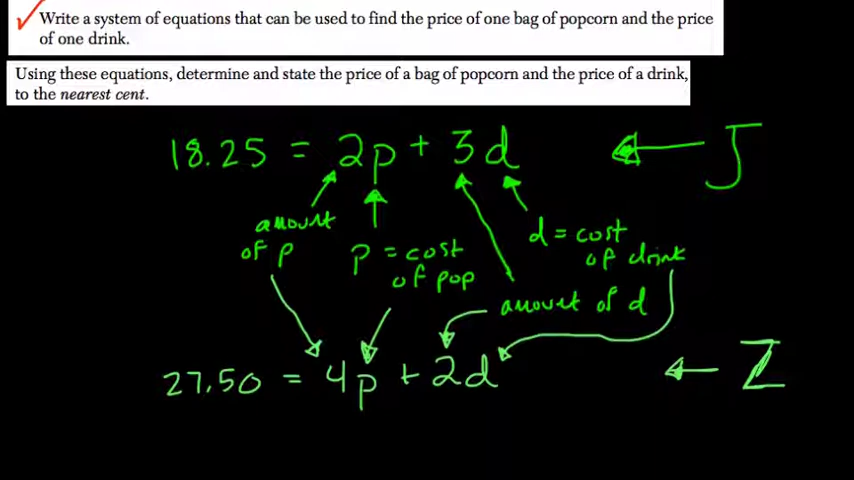 Write a system of equations that can be used to find the price of one bag of popcorn and the price
of one drink.
Using these equations, determine and state the price of a bag of popcorn and the price of a drink,
to the nearest cent.
18.25 = 2p + 3d
J
amount
of p
p = cost
of pop
d = cost
of drink
amount of d
27.50 = 4p + 2d
Z